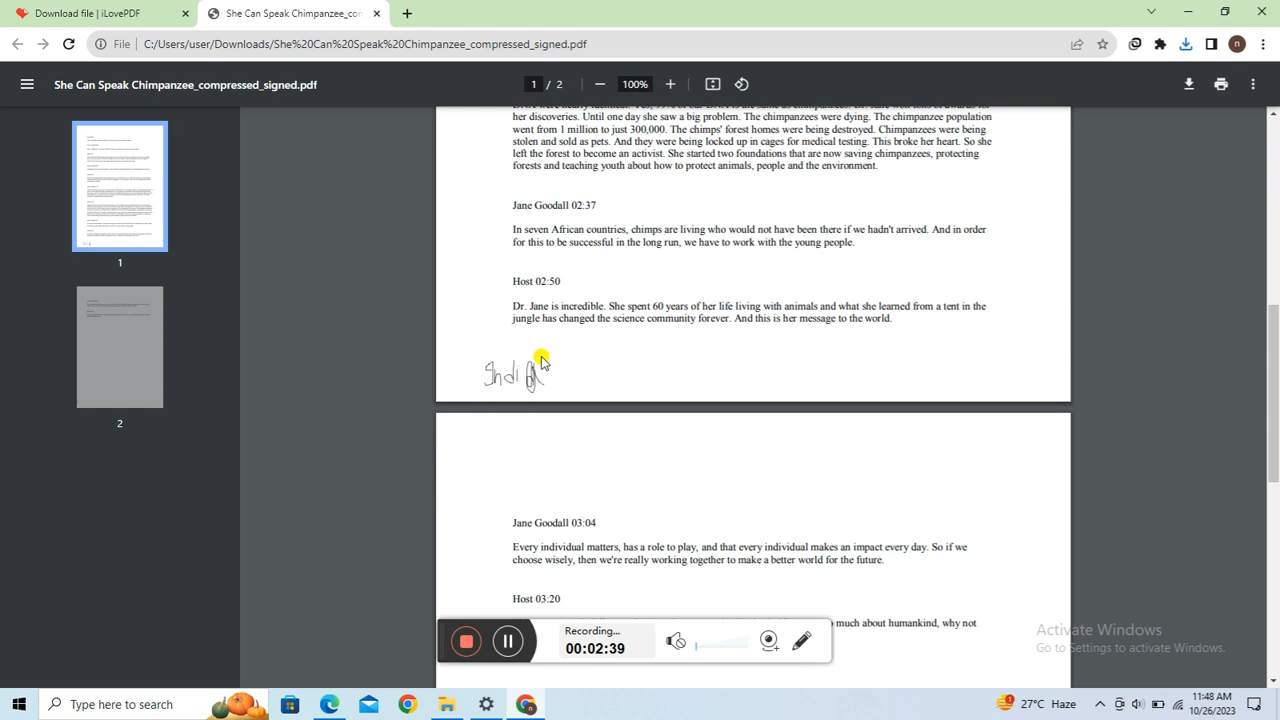 Download file | iLovePDF
She Can Speak Chimpanzee_con
File
C:/Users/user/Downloads/She%20Can%20Speak%20Chimpanzee_compressed_signed.pdf
n
She Can Speak Chimpanzee_compressed_signed.pdf
1 / 2
100%
1
2
her discoveries. Until one day she saw a big problem. The chimpanzees were dying. The chimpanzee population
went from 1 million to just 300,000. The chimps' forest homes were being destroyed. Chimpanzees were being
stolen and sold as pets. And they were being locked up in cages for medical testing. This broke her heart. So she
left the forest to become an activist. She started two foundations that are now saving chimpanzees, protecting
forests and teaching youth about how to protect animals, people and the environment.
Jane Goodall 02:37
In seven African countries, chimps are living who would not have been there if we hadn't arrived. And in order
for this to be successful in the long run, we have to work with the young people.
Host 02:50
Dr. Jane is incredible. She spent 60 years of her life living with animals and what she learned from a tent in the
jungle has changed the science community forever. And this is her message to the world.
Jane Goodall 03:04
Every individual matters, has a role to play, and that every individual makes an impact every day. So if we
choose wisely, then we're really working together to make a better world for the future.
Host 03:20
much about humankind, why not
Recording...
00:02:39
Activate Windows
Go to Settings to activate Windows.
Type here to search
1
27°C Haze
11:48 AM
10/26/2023